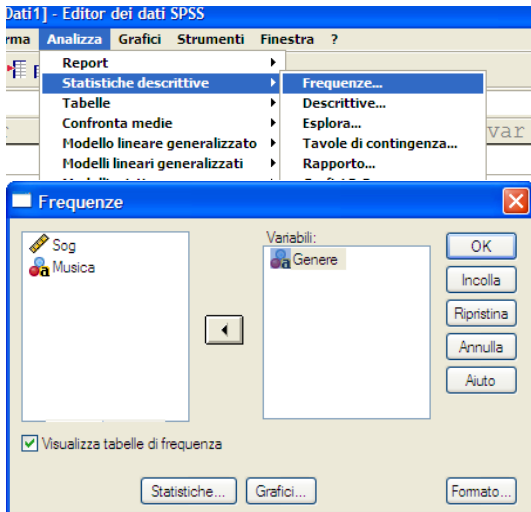 Dati1] - Editor dei dati SPSS
rma Analizza Grafici Strumenti Finestra ?
Report
Statistiche descrittive
Tabelle
Confronta medie
Modello lineare generalizzato
Modelli lineari generalizzati
Frequenze...
Descrittive...
Esplora...
Tavole di contingenza...
Rapporto...
var
Frequenze
Sog
Musica
Variabili:
Genere
OK
Incolla
Ripristina
Annulla
Aiuto
Visualizza tabelle di frequenza
Statistiche...
Grafici...
Formato...